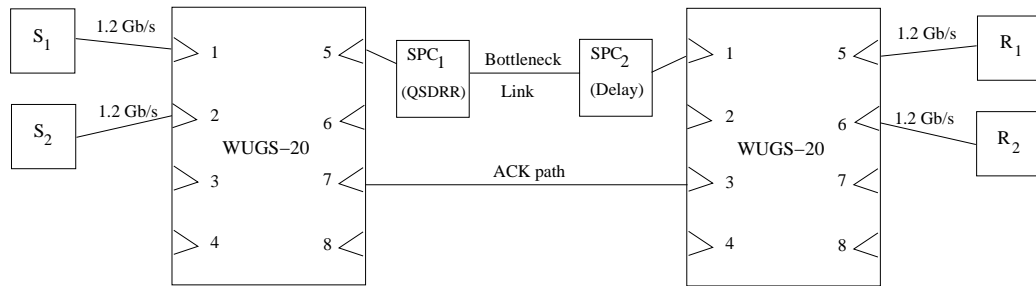 S1
1.2 Gb/s
S2
1.2 Gb/s
1
2
3
4
WUGS−20
5
6
7
8
SPC1
(QSDRR)
Bottleneck
Link
SPC2
(Delay)
ACK path
1
2
3
4
WUGS−20
5
6
7
8
1.2 Gb/s
R1
1.2 Gb/s
R2